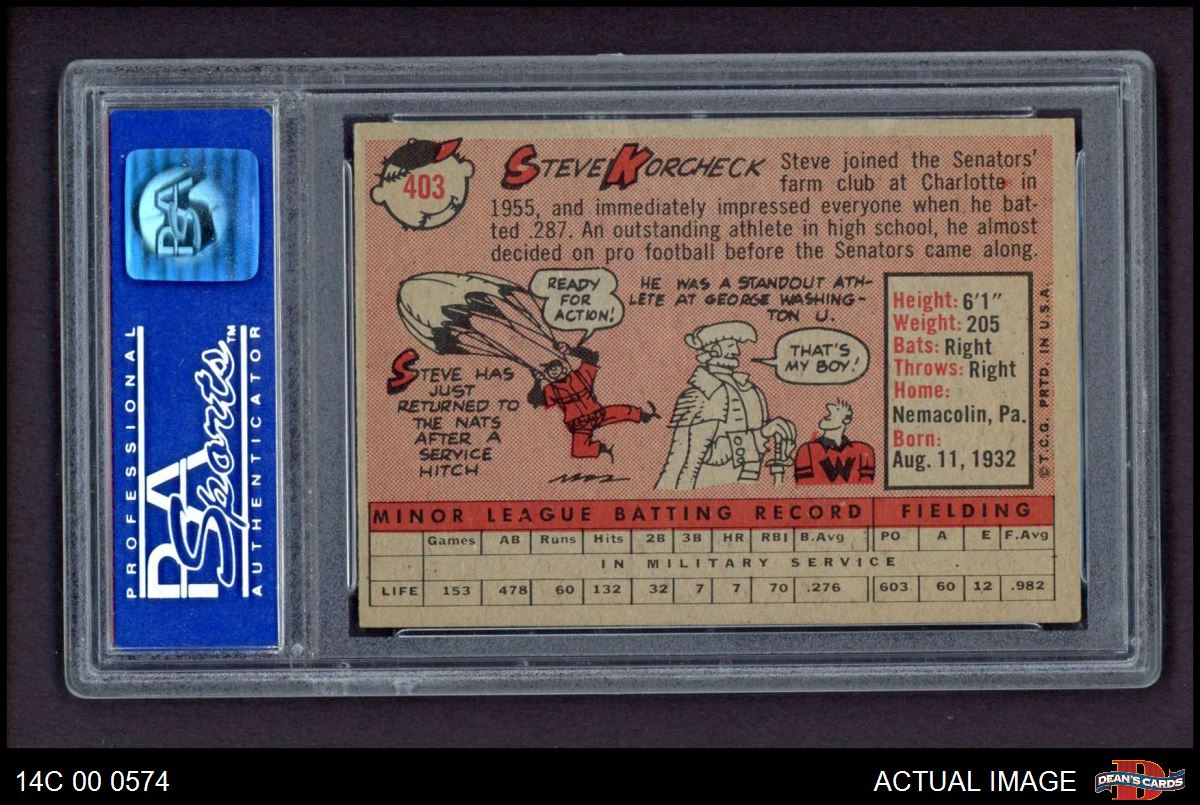 PROFESSIONAL
PSA Sports™
AUTHENTICATOR
PSA
403
STEVE KORCHECK
Steve joined the Senators'
farm club at Charlotte in
1955, and immediately impressed everyone when he bat-
ted .287. An outstanding athlete in high school, he almost
decided on pro football before the Senators came along.
READY
FOR
ACTION!
STEVE HAS
JUST
RETURNED TO
THE NATS
AFTER A
SERVICE
HITCH
HE WAS A STANDOUT ATH-
LETE AT GEORGE WASHING-
TON U.
THAT'S
MY BOY!
W
Height: 6'1"
Weight: 205
Bats: Right
Throws: Right
Home:
Nemacolin, Pa.
Born:
Aug. 11, 1932
©T.C.G. PRTD. IN U.S.A.
MINOR LEAGUE BATTING RECORD FIELDING
Games AB Runs Hits 2B 3B HR RBI B.Avg PO A E F.Avg
IN MILITARY SERVICE
LIFE 153 478 60 132 32 7 7 70 .276 603 60 12 .982
14C 00 0574
ACTUAL IMAGE
D
DEAN'S CARDS